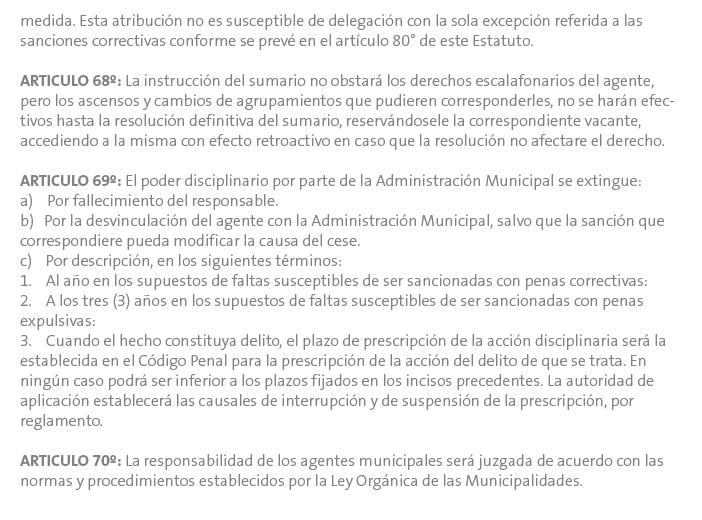 medida. Esta atribución no es susceptible de delegación con la sola excepción referida a las
sanciones correctivas conforme se prevé en el artículo 80° de este Estatuto.
ARTICULO 68º: La instrucción del sumario no obstará los derechos escalafonarios del agente,
pero los ascensos y cambios de agrupamientos que pudieren corresponderles, no se harán efec-
tivos hasta la resolución definitiva del sumario, reservándosele la correspondiente vacante,
accediendo a la misma con efecto retroactivo en caso que la resolución no afectare el derecho.
ARTICULO 69º: El poder disciplinario por parte de la Administración Municipal se extingue:
a) Por fallecimiento del responsable.
b) Por la desvinculación del agente con la Administración Municipal, salvo que la sanción que
correspondiere pueda modificar la causa del cese.
c) Por descripción, en los siguientes términos:
1. Al año en los supuestos de faltas susceptibles de ser sancionadas con penas correctivas:
2. A los tres (3) años en los supuestos de faltas susceptibles de ser sancionadas con penas
expulsivas:
3. Cuando el hecho constituya delito, el plazo de prescripción de la acción disciplinaria será la
establecida en el Código Penal para la prescripción de la acción del delito de que se trata. En
ningún caso podrá ser inferior a los plazos fijados en los incisos precedentes. La autoridad de
aplicación establecerá las causales de interrupción y de suspensión de la prescripción, por
reglamento.
ARTICULO 70º: La responsabilidad de los agentes municipales será juzgada de acuerdo con las
normas y procedimientos establecidos por la Ley Orgánica de las Municipalidades.